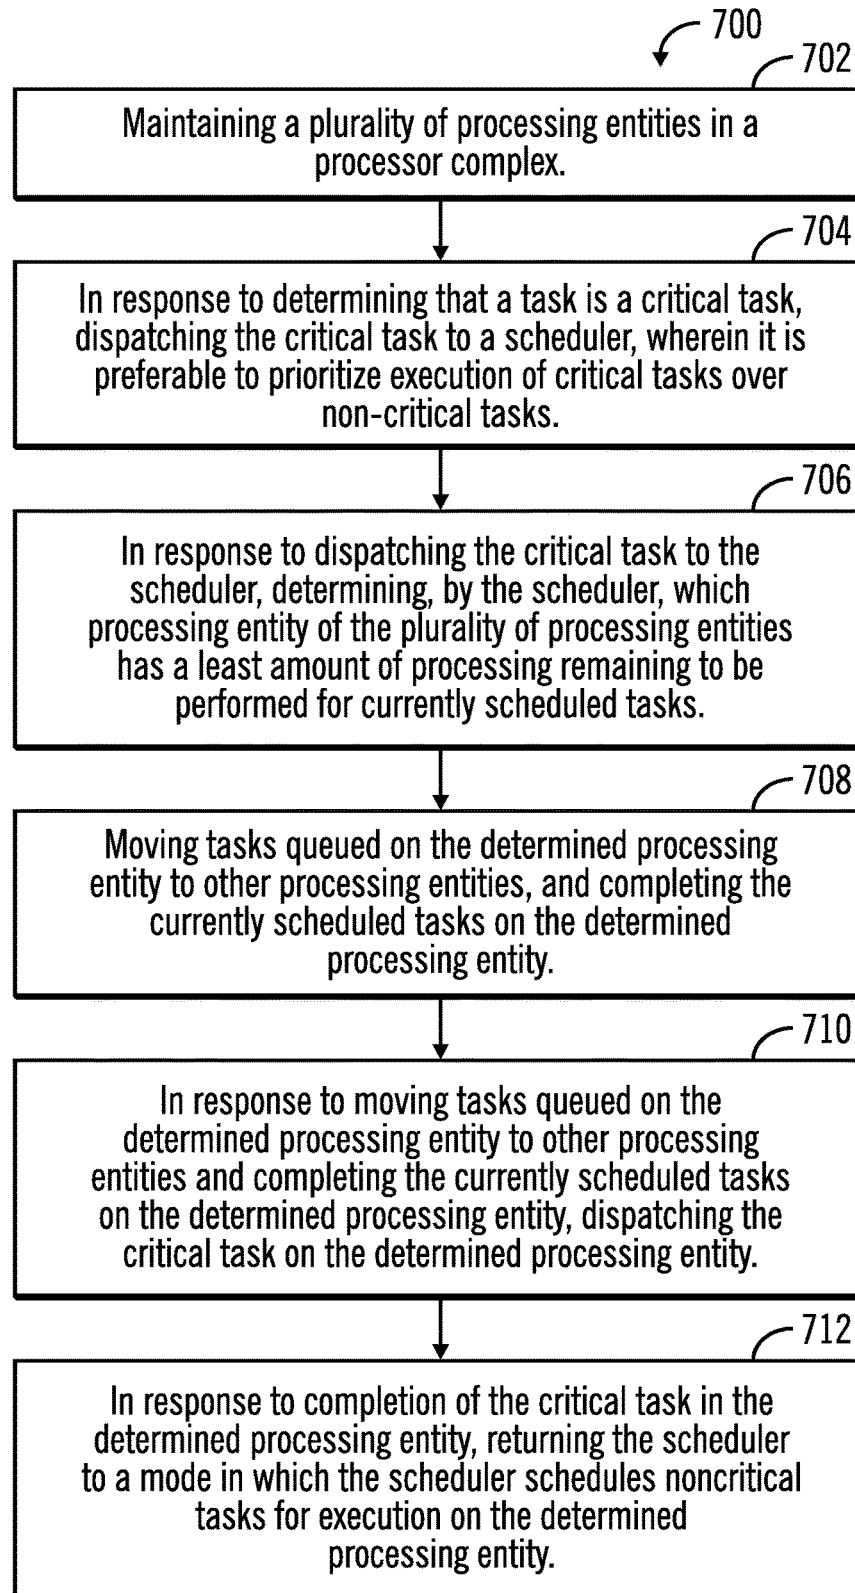 700
702
Maintaining a plurality of processing entities in a
processor complex.
704
In response to determining that a task is a critical task,
dispatching the critical task to a scheduler, wherein it is
preferable to prioritize execution of critical tasks over
non-critical tasks.
706
In response to dispatching the critical task to the
scheduler, determining, by the scheduler, which
processing entity of the plurality of processing entities
has a least amount of processing remaining to be
performed for currently scheduled tasks.
708
Moving tasks queued on the determined processing
entity to other processing entities, and completing the
currently scheduled tasks on the determined
processing entity.
710
In response to moving tasks queued on the
determined processing entity to other processing
entities and completing the currently scheduled tasks
on the determined processing entity, dispatching the
critical task on the determined processing entity.
712
In response to completion of the critical task in the
determined processing entity, returning the scheduler
to a mode in which the scheduler schedules noncritical
tasks for execution on the determined
processing entity.